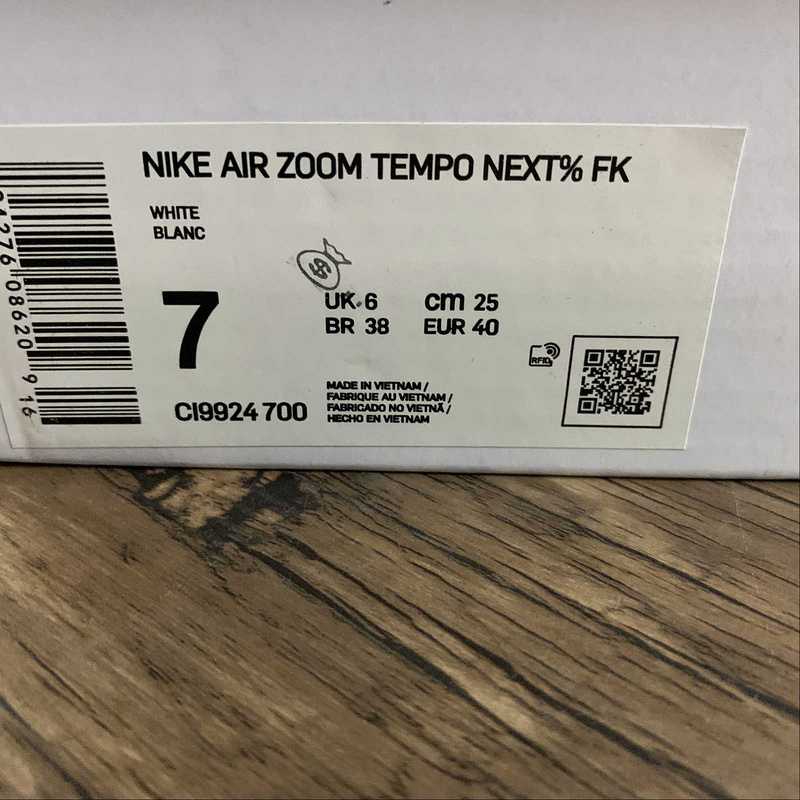 NIKE AIR ZOOM TEMPO NEXT% FK
WHITE
BLANC
7
$
UK 6 cm 25
BR 38 EUR 40
RFID
CI9924 700
MADE IN VIETNAM /
FABRIQUE AU VIETNAM /
FABRICADO NO VIETNÃ /
HECHO EN VIETNAM
08620